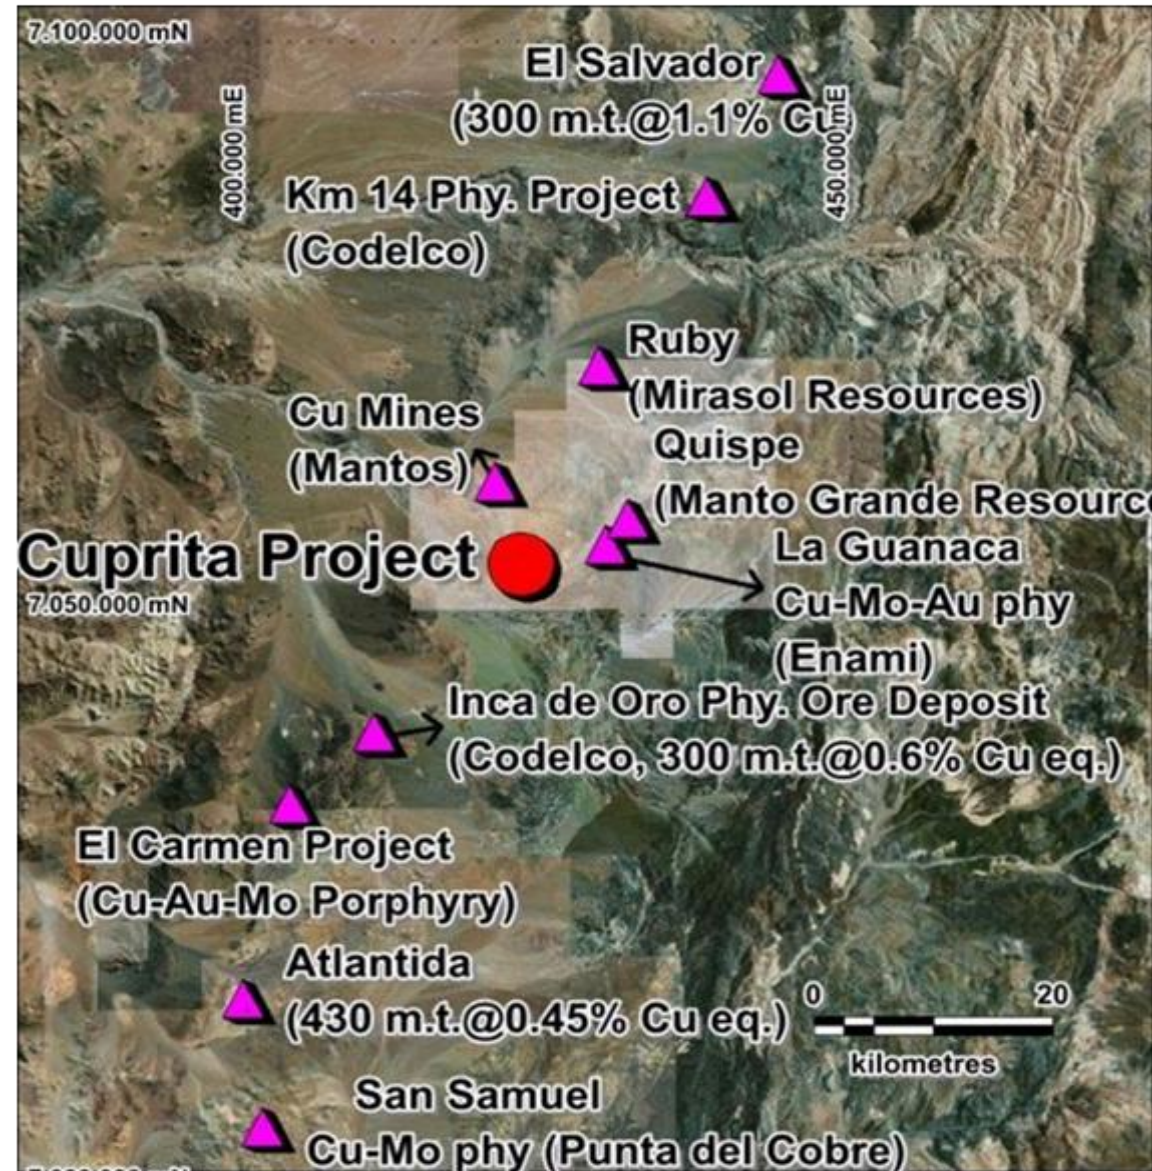 7.100.000 mN
El Salvador
(300 m.t.@1.1% Cu)
400.000 mE
450.000 mE
Km 14 Phy. Project
(Codelco)
Ruby
(Mirasol Resources)
Cu Mines
(Mantos)
Quispe
(Manto Grande Resource
Cuprita Project
La Guanaca
Cu-Mo-Au phy
(Enami)
7.050.000 mN
Inca de Oro Phy. Ore Deposit
(Codelco, 300 m.t.@0.6% Cu eq.)
El Carmen Project
(Cu-Au-Mo Porphyry)
Atlantida
(430 m.t.@0.45% Cu eq.)
0 20
kilometres
San Samuel
Cu-Mo phy (Punta del Cobre)